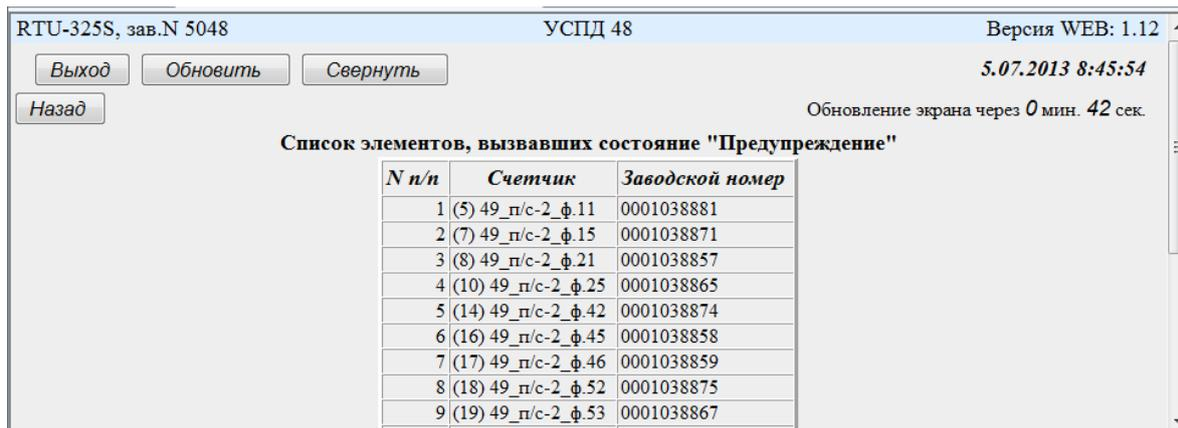 RTU-325S, зав.N 5048 УСПД 48 Версия WEB: 1.12
Выход Обновить Свернуть 5.07.2013 8:45:54
Назад Обновление экрана через 0 мин. 42 сек.
Список элементов, вызвавших состояние "Предупреждение"
N п/п Счетчик Заводской номер
1 (5) 49_п/с-2_ф.11 0001038881
2 (7) 49_п/с-2_ф.15 0001038871
3 (8) 49_п/с-2_ф.21 0001038857
4 (10) 49_п/с-2_ф.25 0001038865
5 (14) 49_п/с-2_ф.42 0001038874
6 (16) 49_п/с-2_ф.45 0001038858
7 (17) 49_п/с-2_ф.46 0001038859
8 (18) 49_п/с-2_ф.52 0001038875
9 (19) 49_п/с-2_ф.53 0001038867